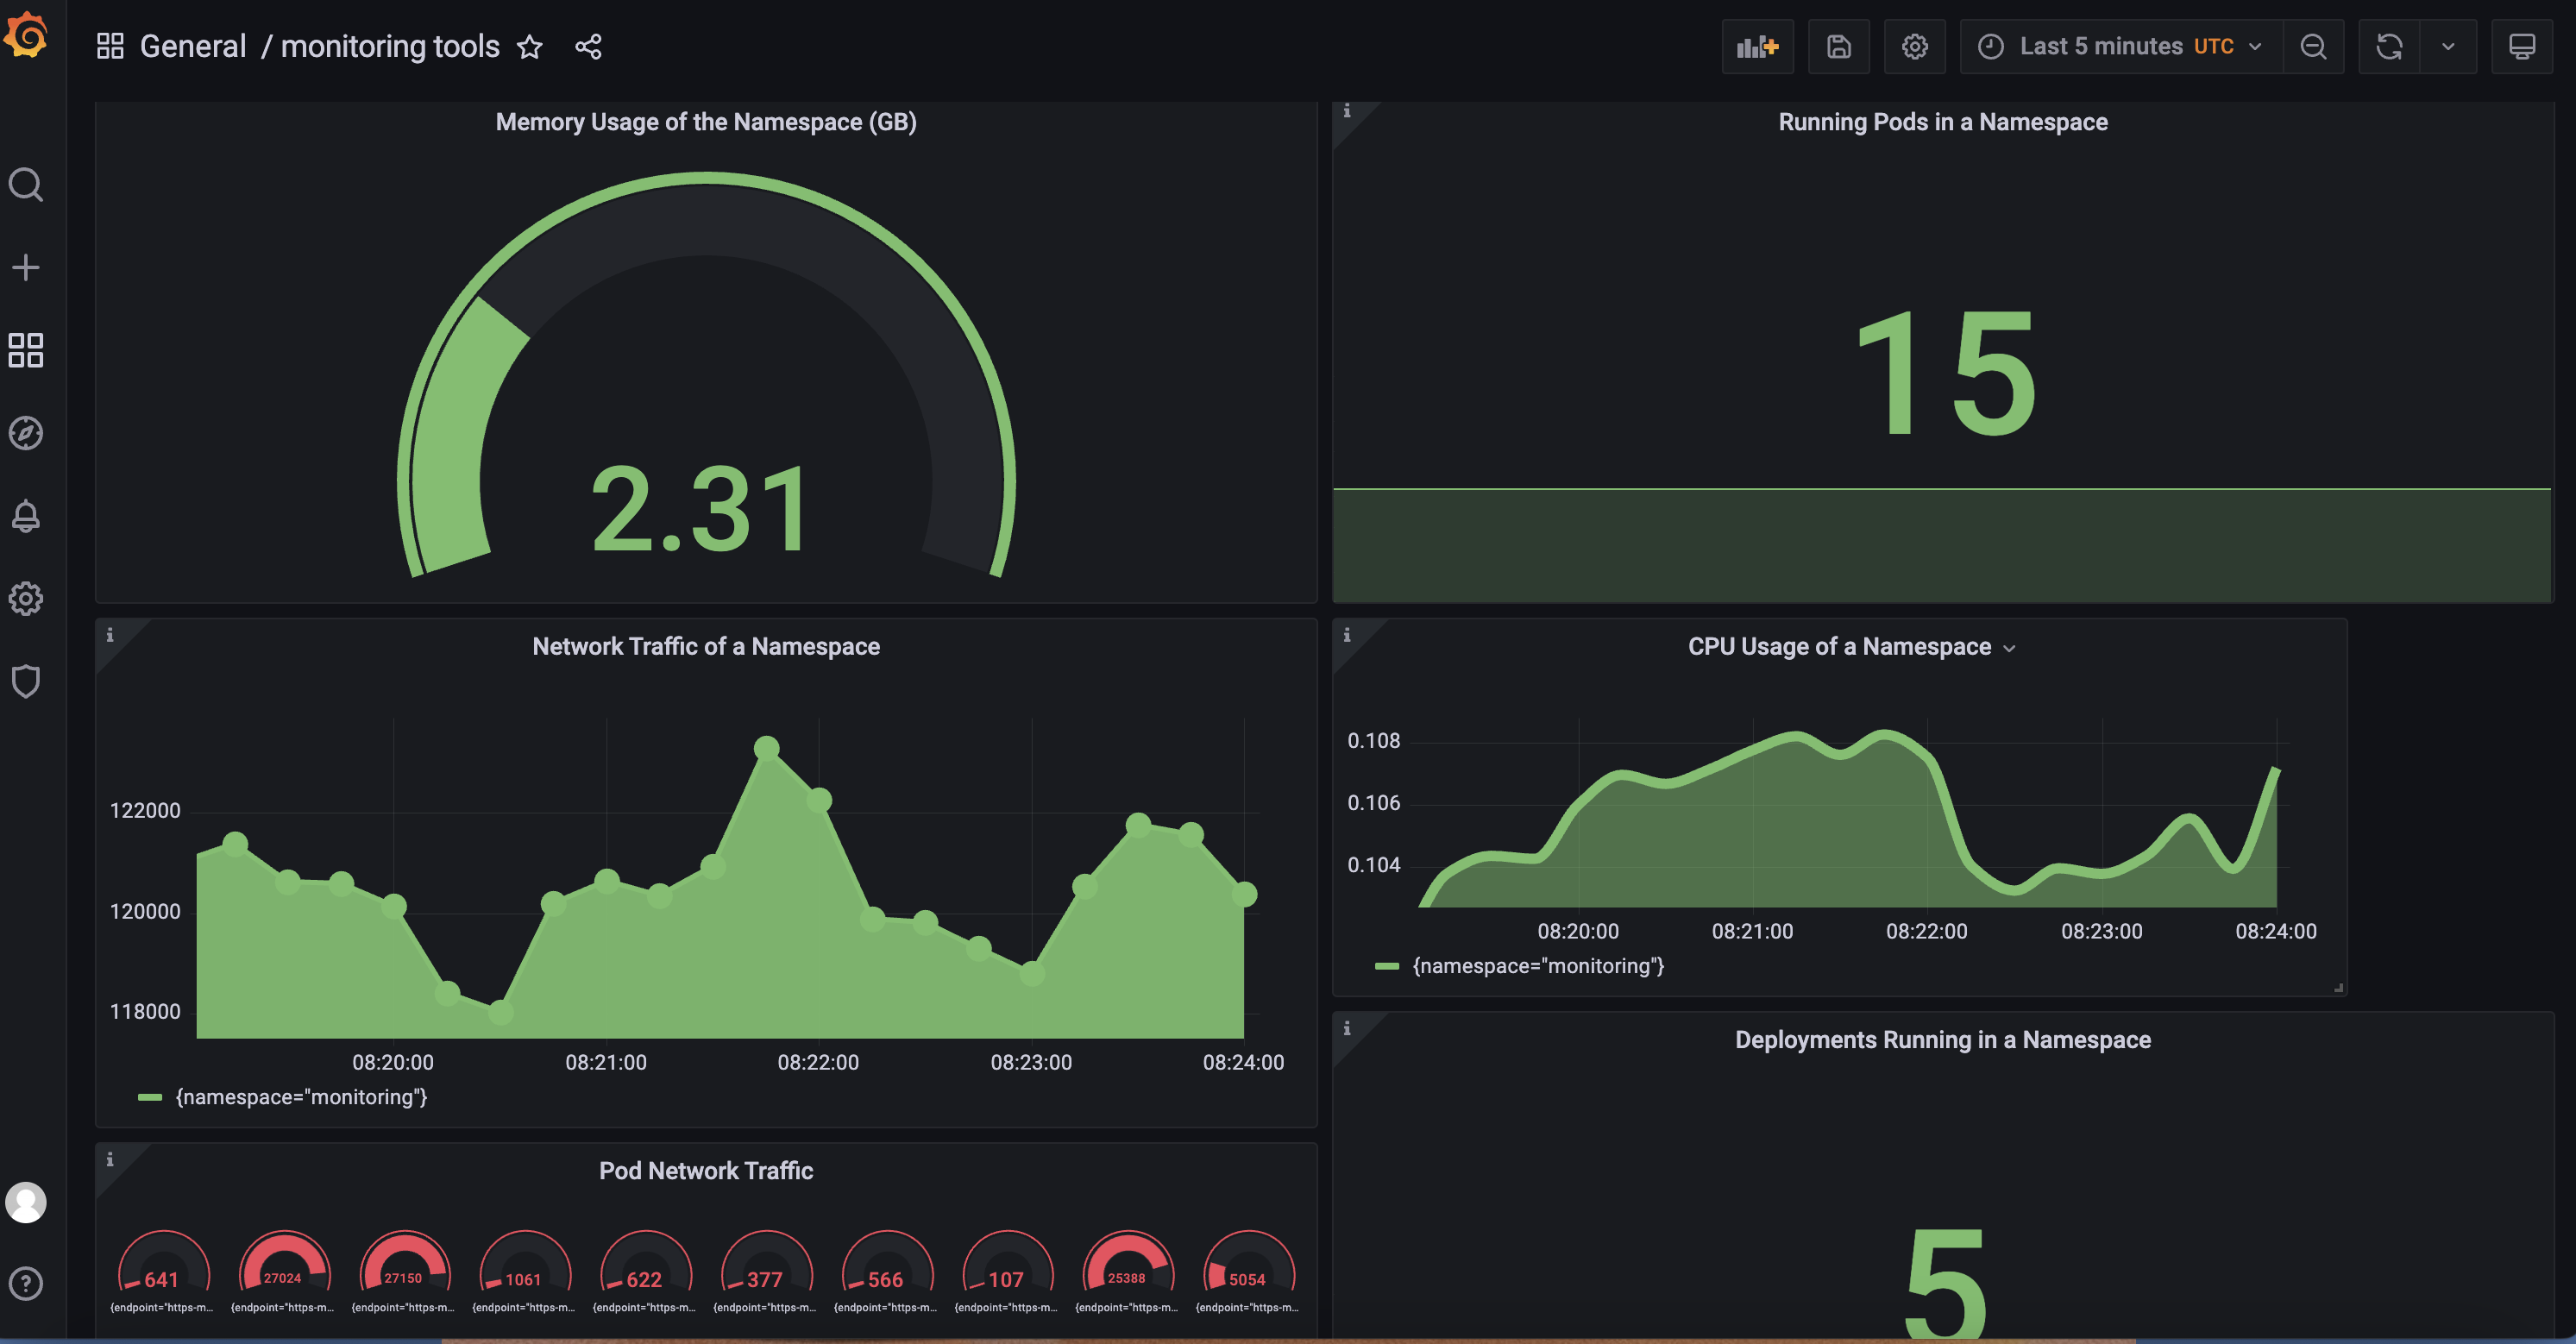 General / monitoring tools
Last 5 minutes UTC
Memory Usage of the Namespace (GB)
2.31
Running Pods in a Namespace
15
Network Traffic of a Namespace
122000
120000
118000
08:20:00 08:21:00 08:22:00 08:23:00 08:24:00
{namespace="monitoring"}
CPU Usage of a Namespace
0.108
0.106
0.104
08:20:00 08:21:00 08:22:00 08:23:00 08:24:00
{namespace="monitoring"}
Pod Network Traffic
641 27024 27150 1061 622 377 566 107 25388 5054
{endpoint="https-m... {endpoint="https-m... {endpoint="https-m... {endpoint="https-m... {endpoint="https-m... {endpoint="https-m... {endpoint="https-m... {endpoint="https-m... {endpoint="https-m... {endpoint="https-m...
Deployments Running in a Namespace
5